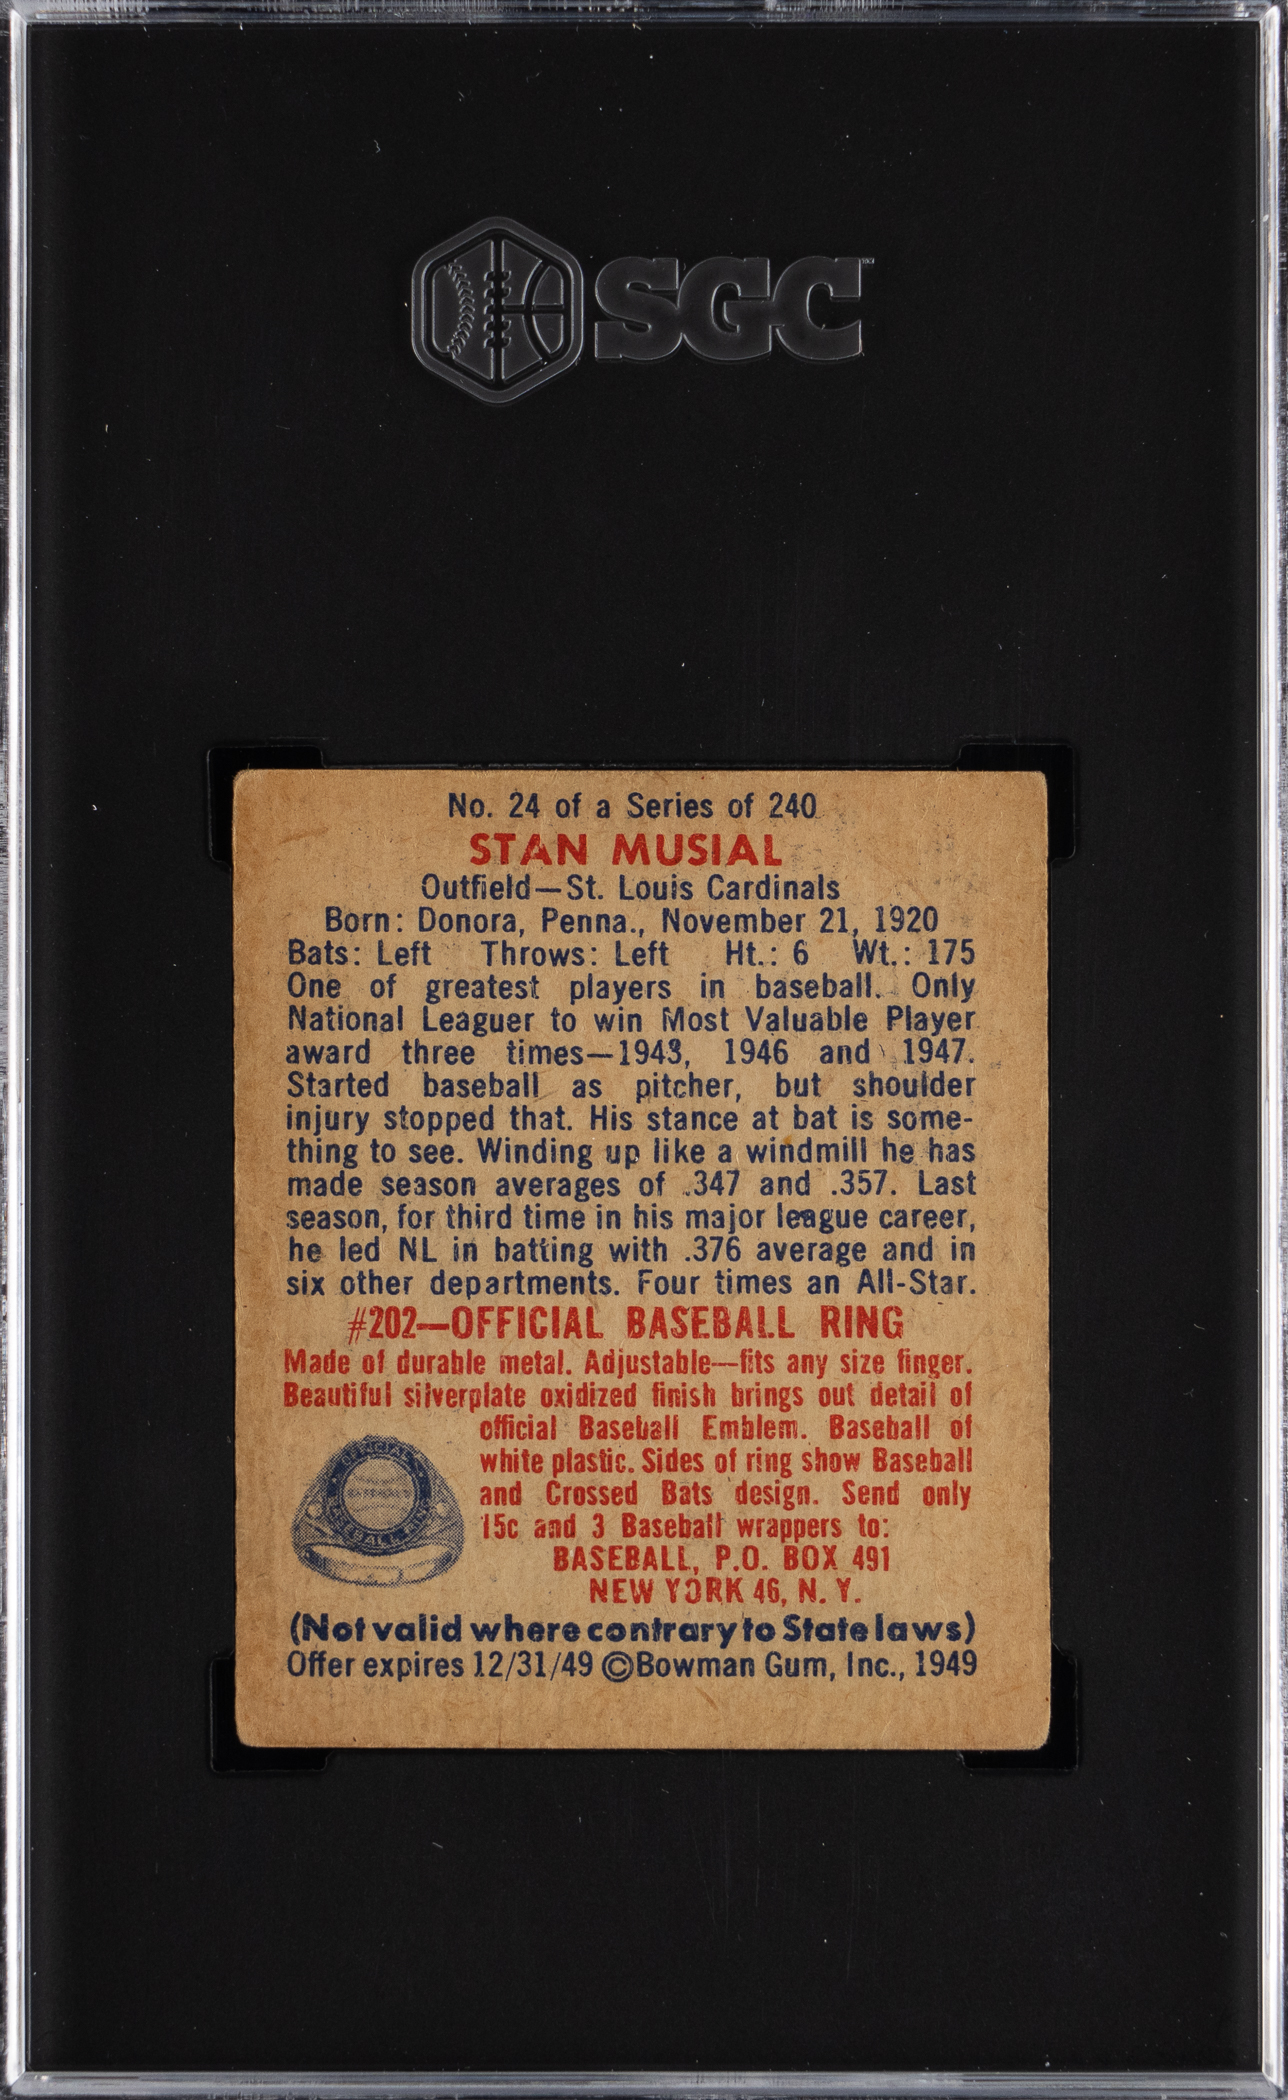 SGC
No. 24 of a Series of 240
STAN MUSIAL
Outfield—St. Louis Cardinals
Born: Donora, Penna., November 21, 1920
Bats: Left Throws: Left Ht.: 6 Wt.: 175
One of greatest players in baseball. Only
National Leaguer to win Most Valuable Player
award three times—1943, 1946 and 1947.
Started baseball as pitcher, but shoulder
injury stopped that. His stance at bat is some-
thing to see. Winding up like a windmill he has
made season averages of .347 and .357. Last
season, for third time in his major league career,
he led NL in batting with .376 average and in
six other departments. Four times an All-Star.
#202—OFFICIAL BASEBALL RING
Made of durable metal. Adjustable—fits any size finger.
Beautiful silverplate oxidized finish brings out detail of
official Baseball Emblem. Baseball of
white plastic. Sides of ring show Baseball
and Crossed Bats design. Send only
15c and 3 Baseball wrappers to:
BASEBALL, P.O. BOX 491
NEW YORK 46, N. Y.
OFFICIAL
BASEBALL RING
(Not valid where contrary to State laws)
Offer expires 12/31/49 ©Bowman Gum, Inc., 1949